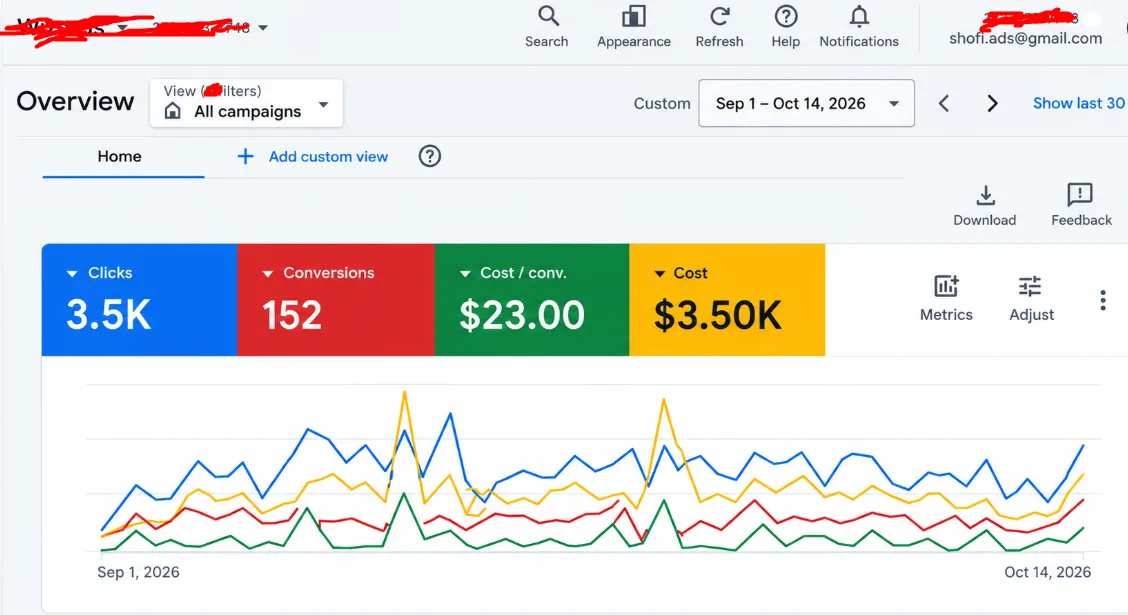 Search
Appearance
Refresh
Help
Notifications
shofi.ads@gmail.com
Overview
View ( ilters)
All campaigns
Custom
Sep 1 – Oct 14, 2026
Show last 30
Home
+ Add custom view
Download
Feedback
Clicks
3.5K
Conversions
152
Cost / conv.
$23.00
Cost
$3.50K
Metrics
Adjust
Sep 1, 2026
Oct 14, 2026